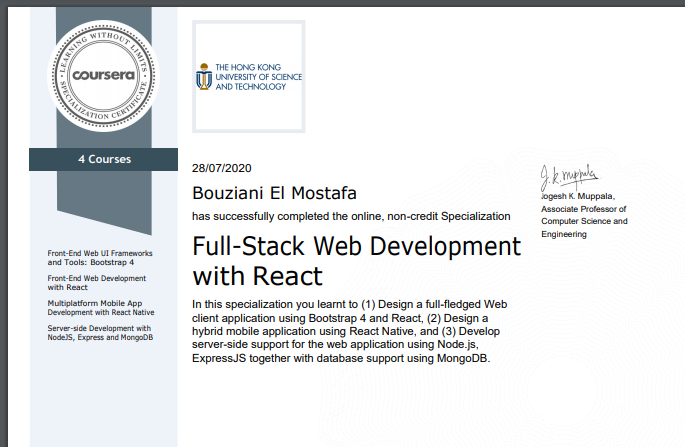 LEARNING WITHOUT LIMITS
coursera
SPECIALIZATION CERTIFICATE
4 Courses
Front-End Web UI Frameworks
and Tools: Bootstrap 4
Front-End Web Development
with React
Multiplatform Mobile App
Development with React Native
Server-side Development with
NodeJS, Express and MongoDB
THE HONG KONG
UNIVERSITY OF SCIENCE
AND TECHNOLOGY
28/07/2020
Bouziani El Mostafa
has successfully completed the online, non-credit Specialization
Full-Stack Web Development
with React
In this specialization you learnt to (1) Design a full-fledged Web
client application using Bootstrap 4 and React, (2) Design a
hybrid mobile application using React Native, and (3) Develop
server-side support for the web application using Node.js,
ExpressJS together with database support using MongoDB.
J.K. Muppala
Jogesh K. Muppala,
Associate Professor of
Computer Science and
Engineering